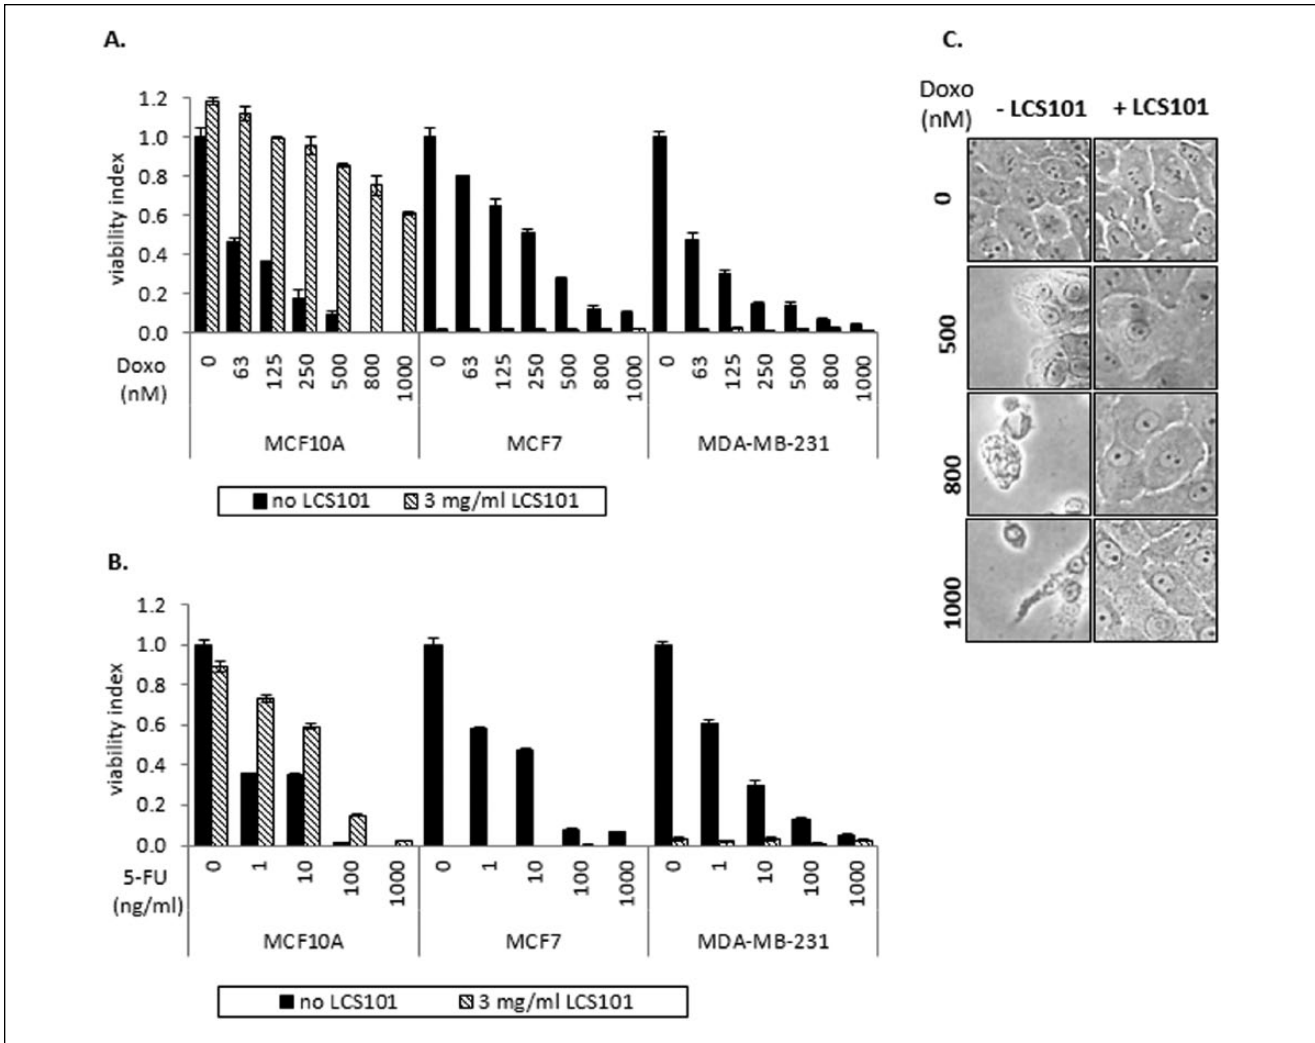 A.
viability index
1.2
1.0
0.8
0.6
0.4
0.2
0.0
Doxo
(nM)
0 63 125 250 500 800 1000 0 63 125 250 500 800 1000 0 63 125 250 500 800 1000
MCF10A MCF7 MDA-MB-231
no LCS101 3 mg/ml LCS101
B.
viability index
1.2
1.0
0.8
0.6
0.4
0.2
0.0
5-FU
(ng/ml)
0 1 10 100 1000 0 1 10 100 1000 0 1 10 100 1000
MCF10A MCF7 MDA-MB-231
no LCS101 3 mg/ml LCS101
C.
Doxo
(nM)
- LCS101 + LCS101
0
500
800
1000